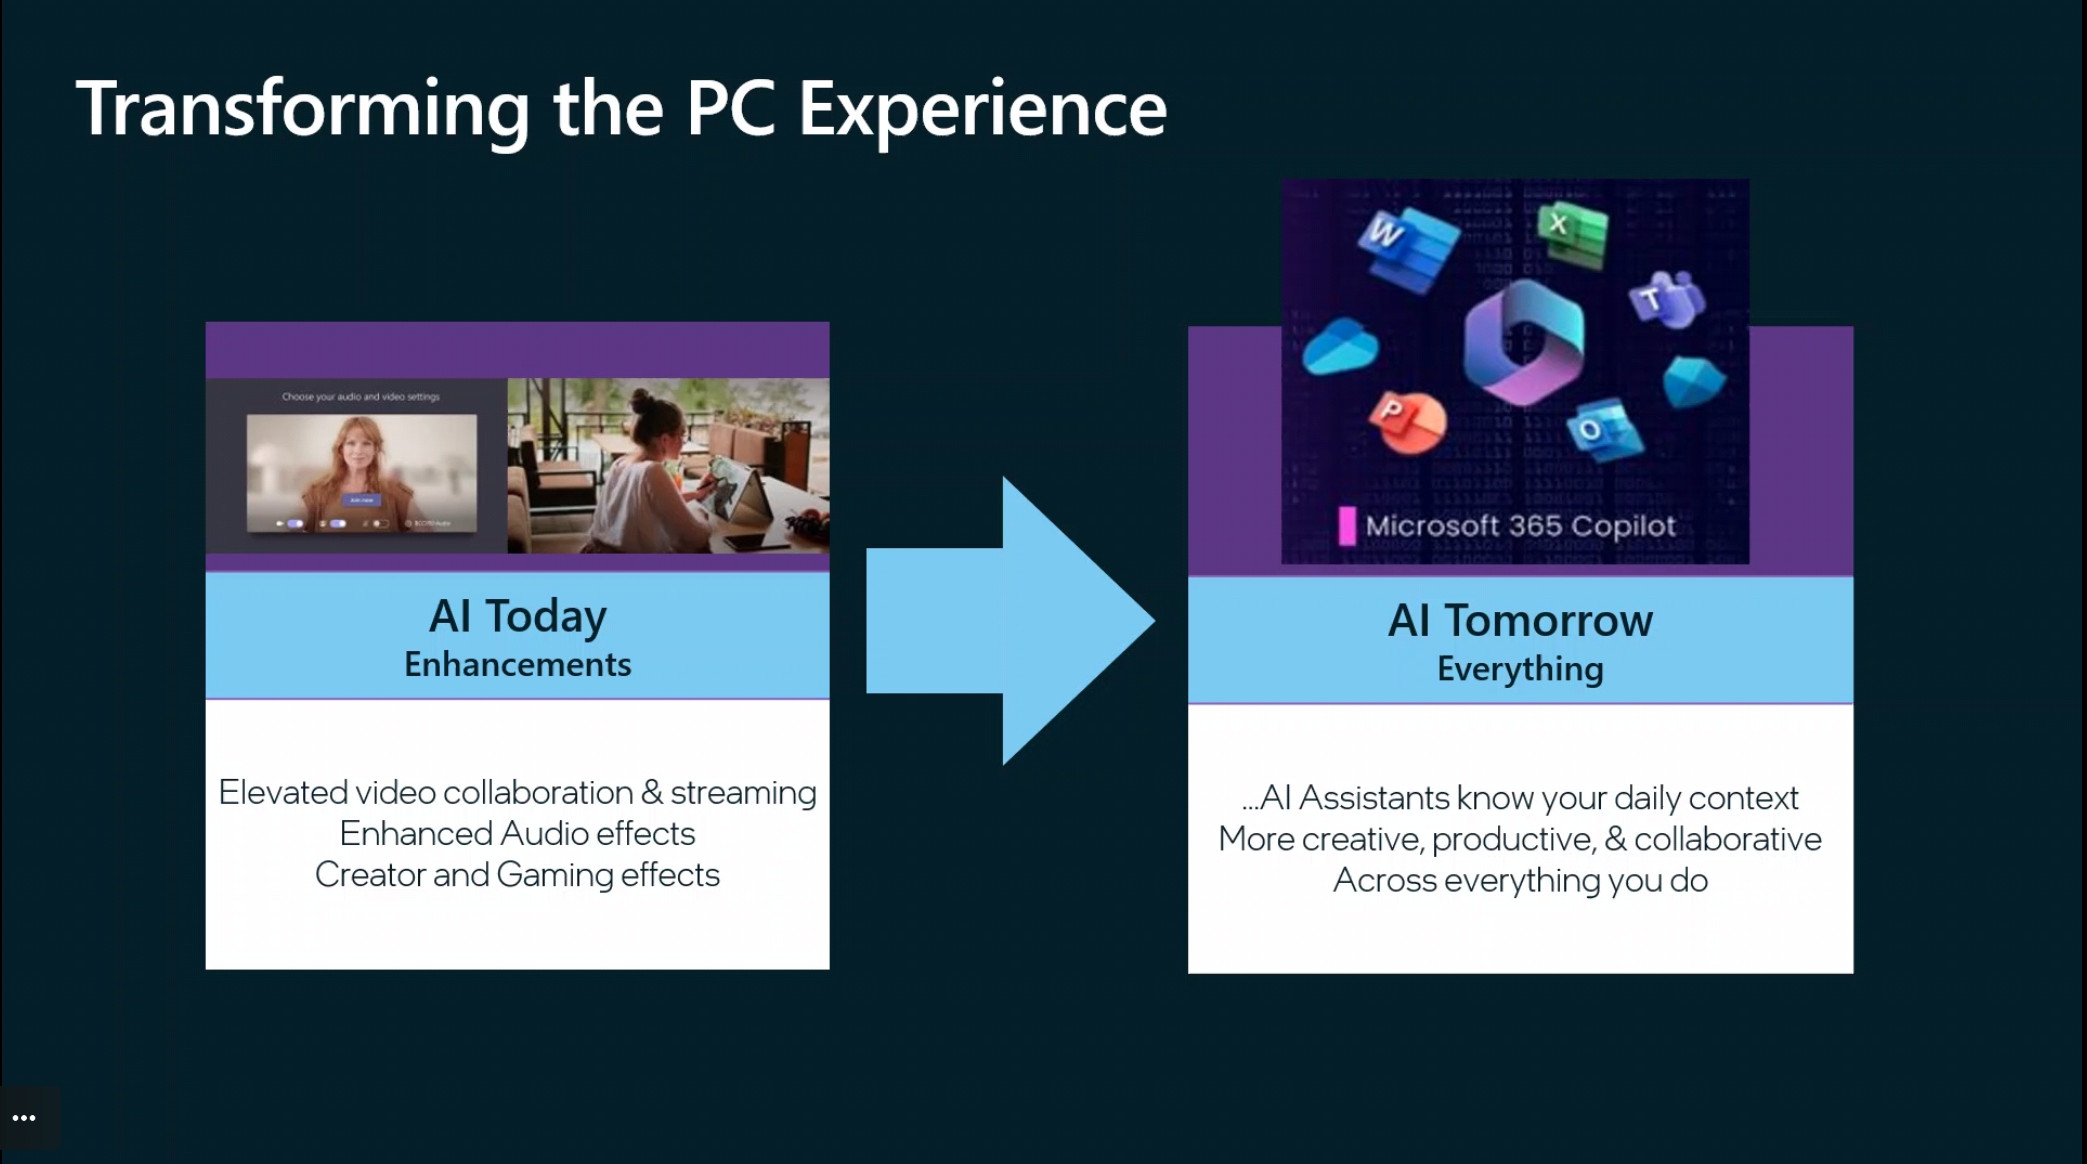 Transforming the PC Experience
Choose your audio and video settings
AI Today
Enhancements
Elevated video collaboration & streaming
Enhanced Audio effects
Creator and Gaming effects
W
X
T
P
O
Microsoft 365 Copilot
AI Tomorrow
Everything
...AI Assistants know your daily context
More creative, productive, & collaborative
Across everything you do